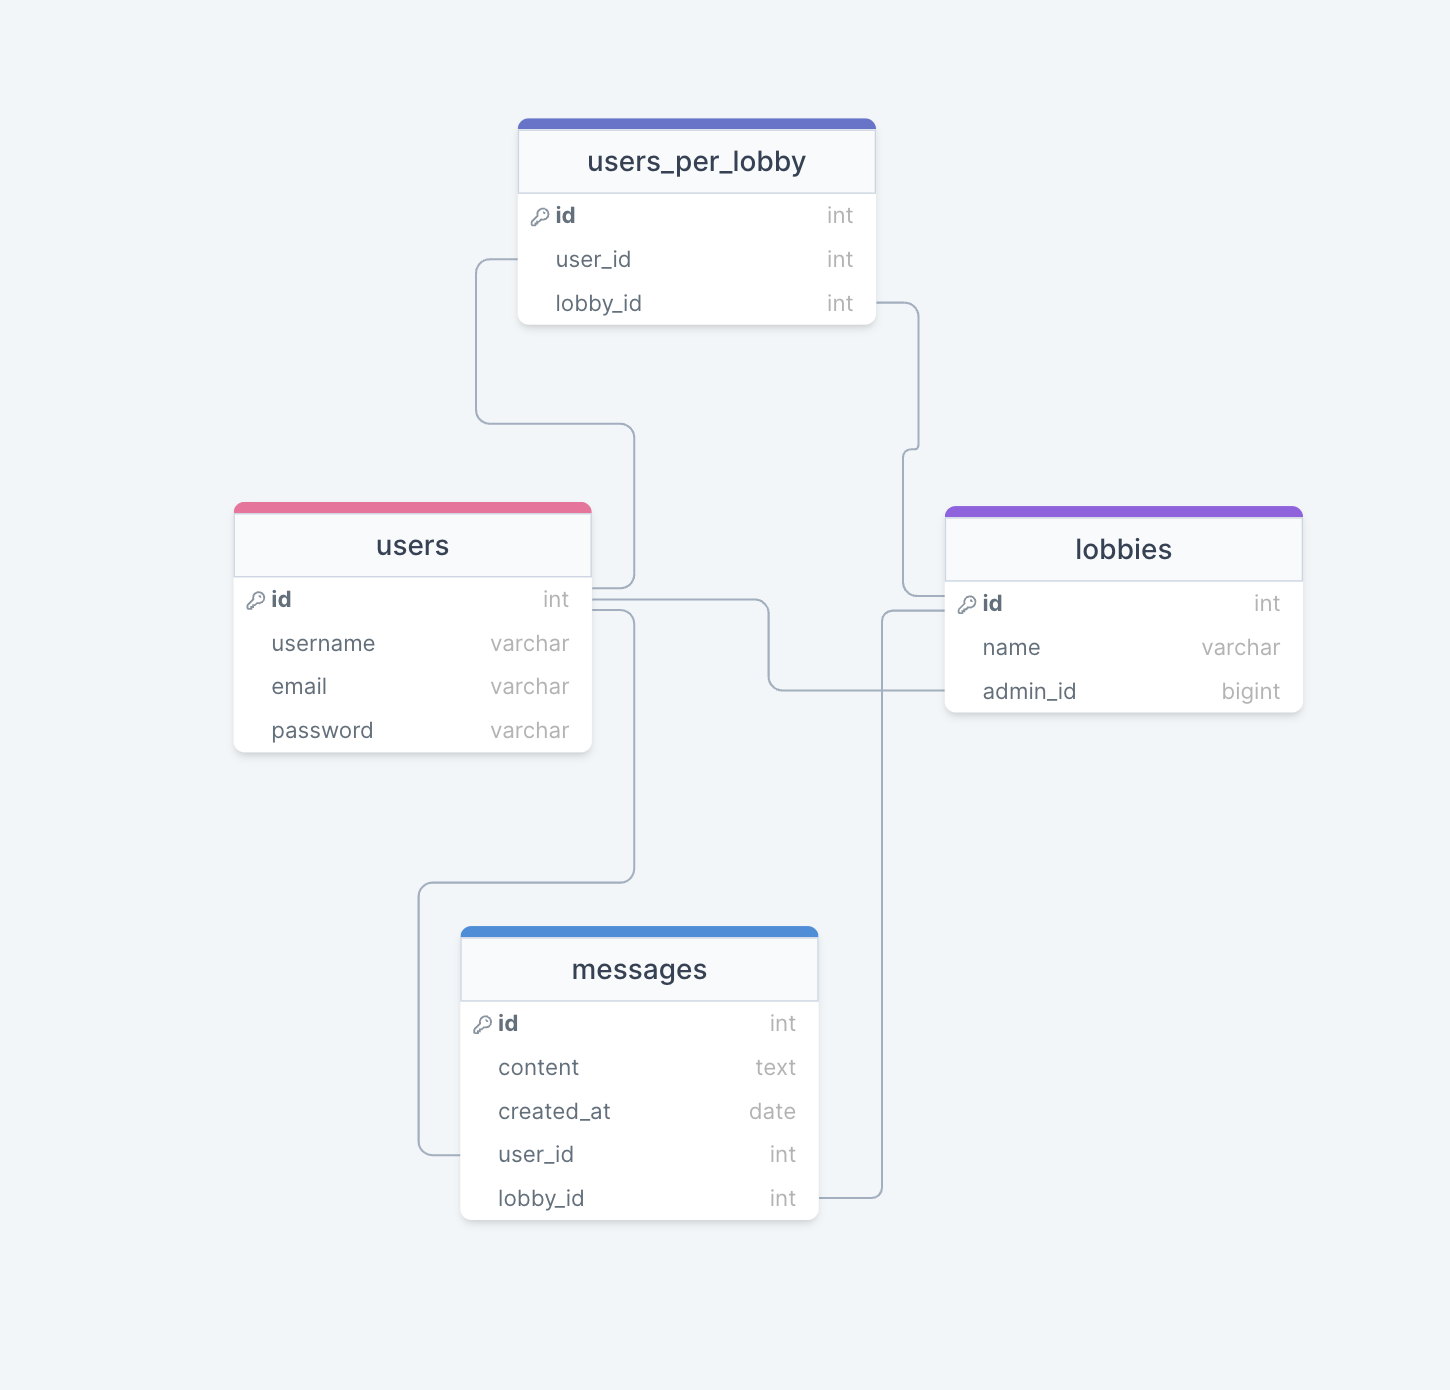 users_per_lobby
id int
user_id int
lobby_id int
users
id int
username varchar
email varchar
password varchar
lobbies
id int
name varchar
admin_id bigint
messages
id int
content text
created_at date
user_id int
lobby_id int